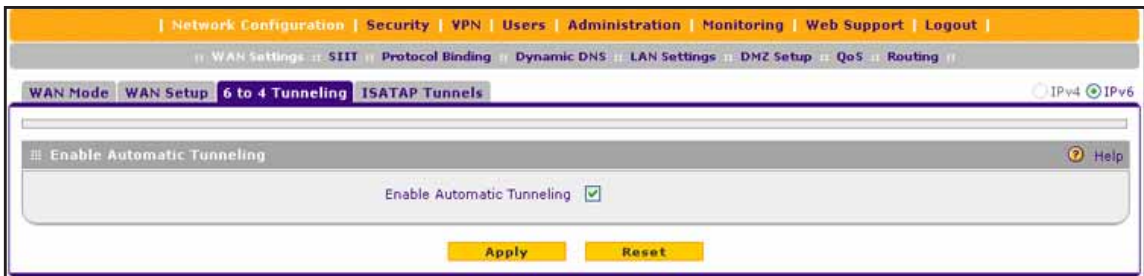 | Network Configuration | Security | VPN | Users | Administration | Monitoring | Web Support | Logout |
:: WAN Settings :: SIIT :: Protocol Binding :: Dynamic DNS :: LAN Settings :: DMZ Setup :: QoS :: Routing ::
WAN Mode WAN Setup 6 to 4 Tunneling ISATAP Tunnels IPv4 IPv6
Enable Automatic Tunneling Help
Enable Automatic Tunneling
Apply Reset